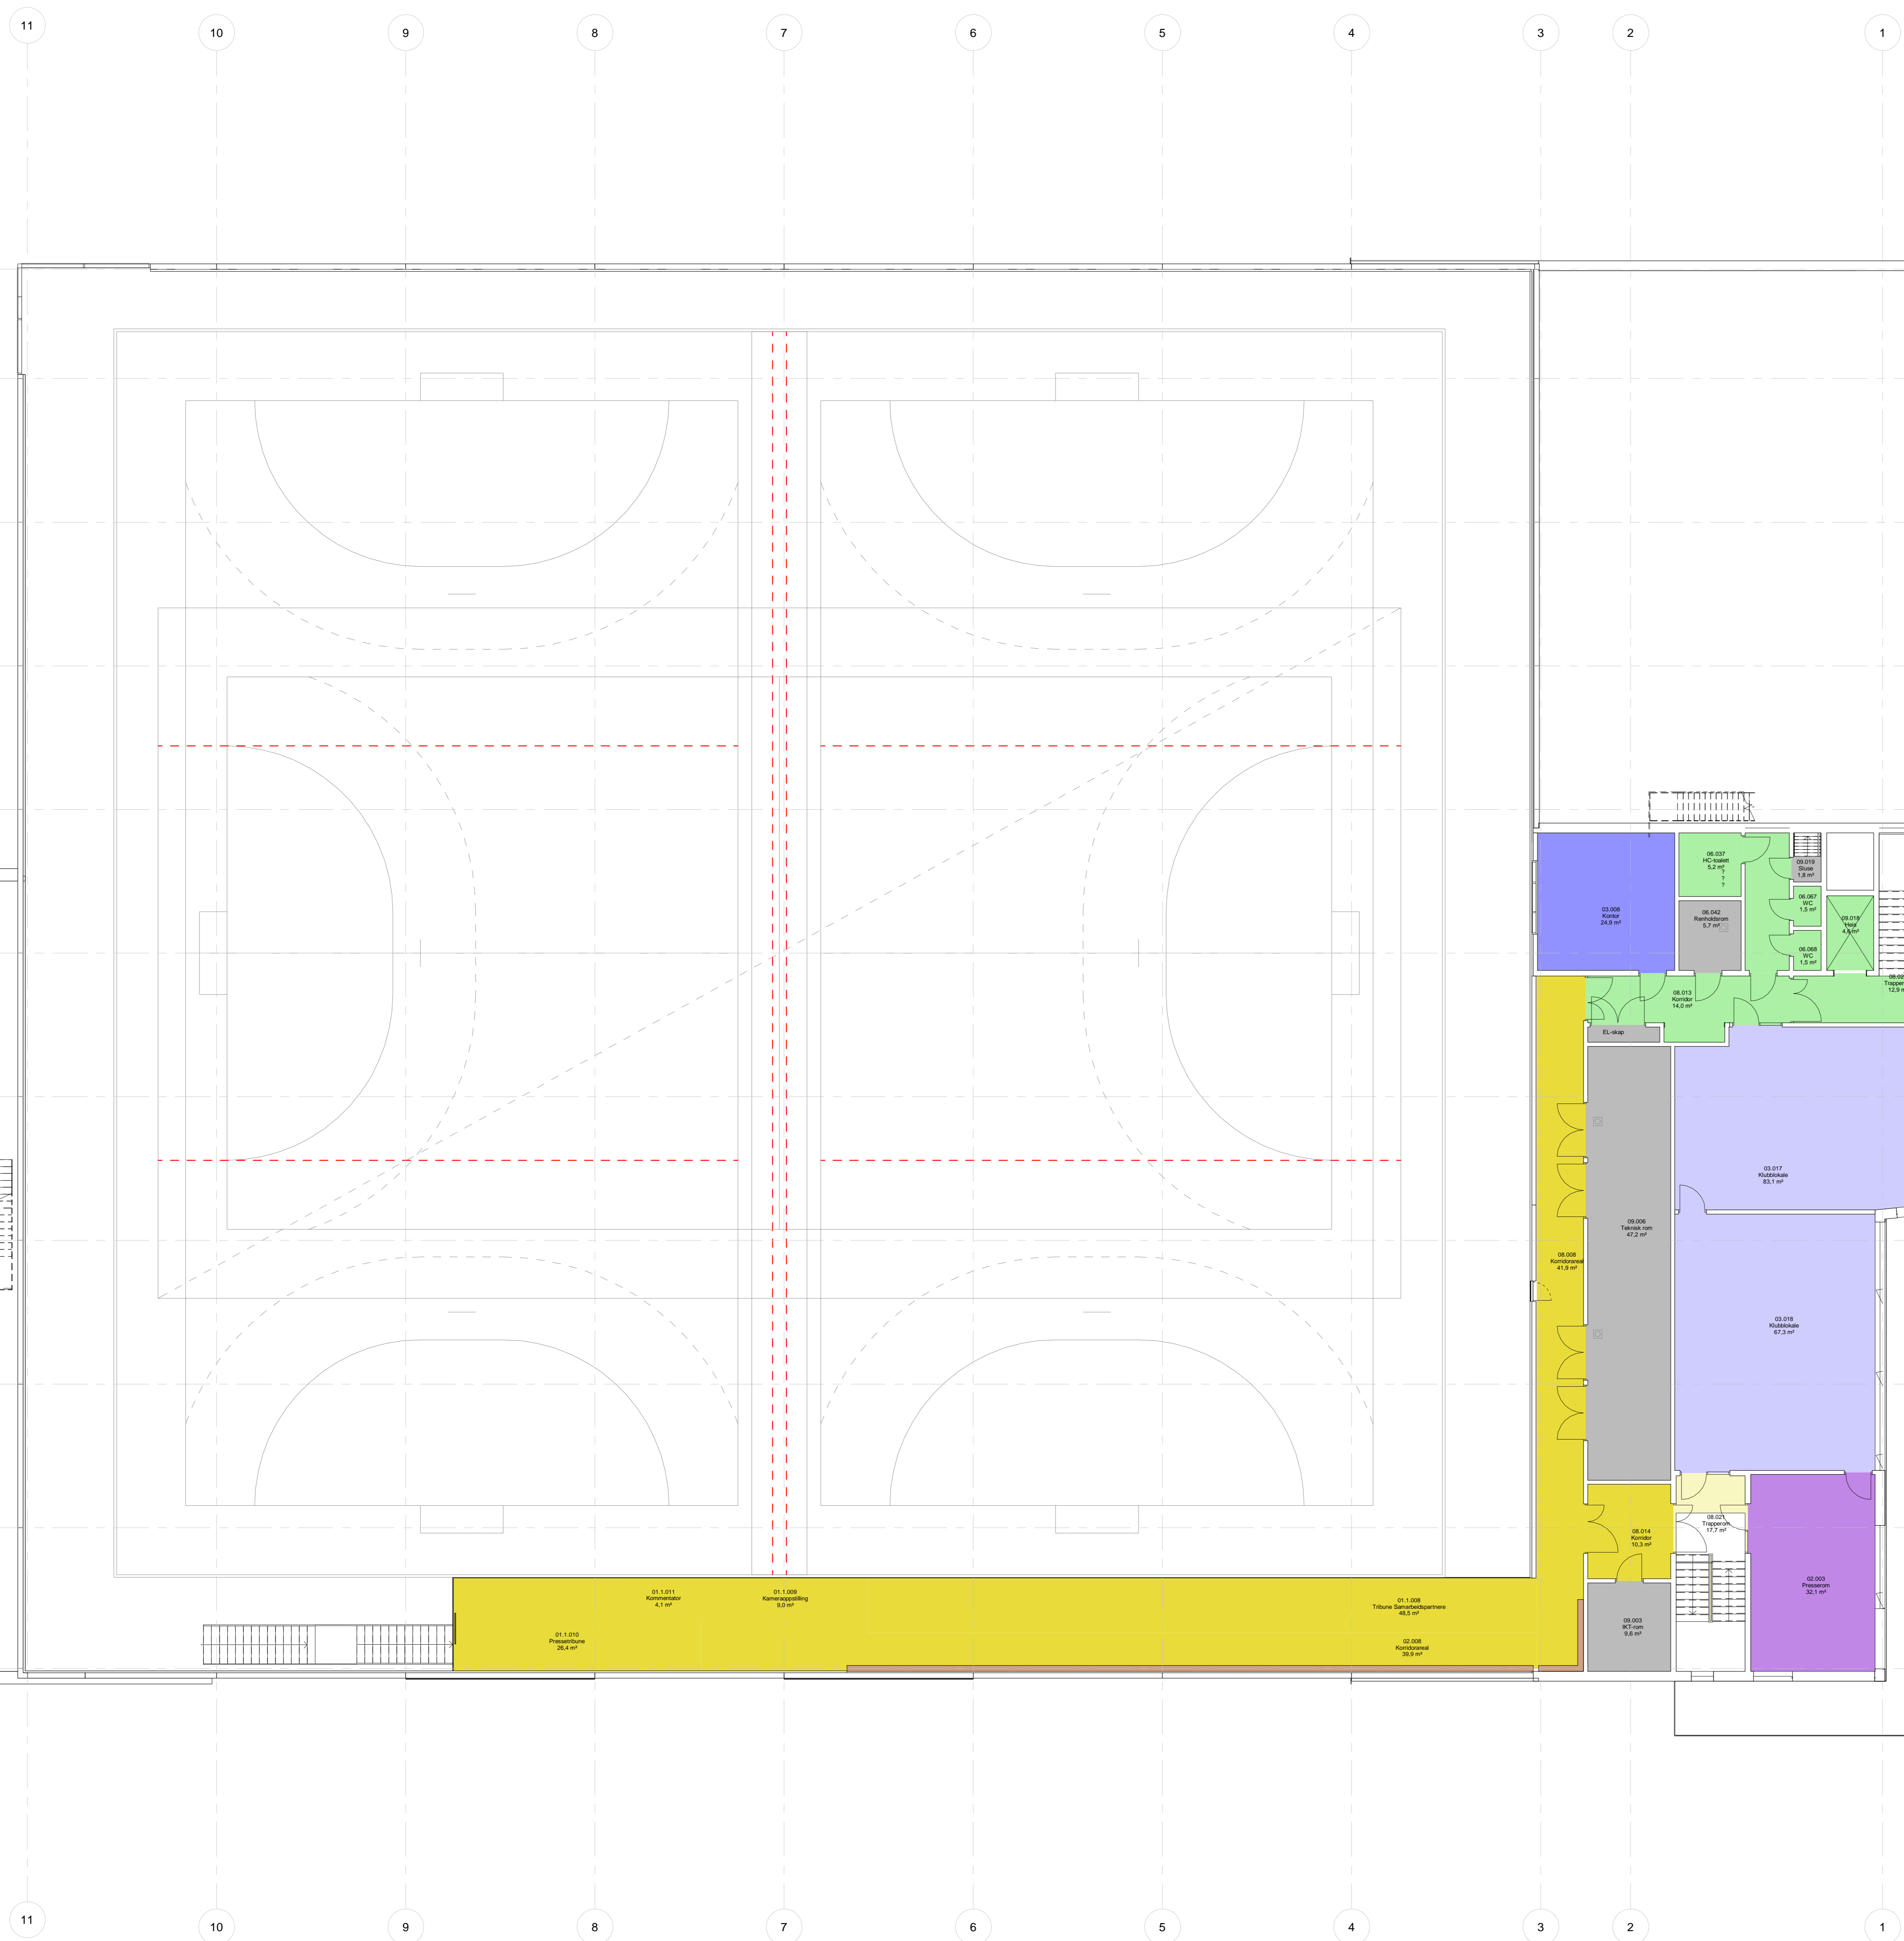 11
10
9
8
7
6
5
4
3
2
1
06.037
HC-toalett
5,2 m²
?
?
?
09.019
Sluse
1,8 m²
06.067
WC
1,5 m²
03.008
Kontor
24,9 m²
06.042
Renholdsrom
5,7 m²
09.018
Heis
06.068
WC
1,5 m²
08.013
Korridor
14,0 m²
12,9
EL-skap
03.017
Klubblokale
83,1 m²
09.006
Teknisk rom
47,2 m²
08.008
Korridorareal
41,9 m²
03.018
Klubblokale
67,3 m²
08.021
Trapperom
17,7 m²
08.014
Korridor
10,3 m²
02.003
Presserom
32,1 m²
01.1.011
Kommentator
4,1 m²
01.1.009
Kameraoppstilling
9,0 m²
01.1.008
Tribune Samarbeidspartnere
48,5 m²
09.003
IKT-rom
9,6 m²
01.1.010
Pressetribune
26,4 m²
02.008
Korridorareal
39,9 m²
11
10
9
8
7
6
5
4
3
2
1